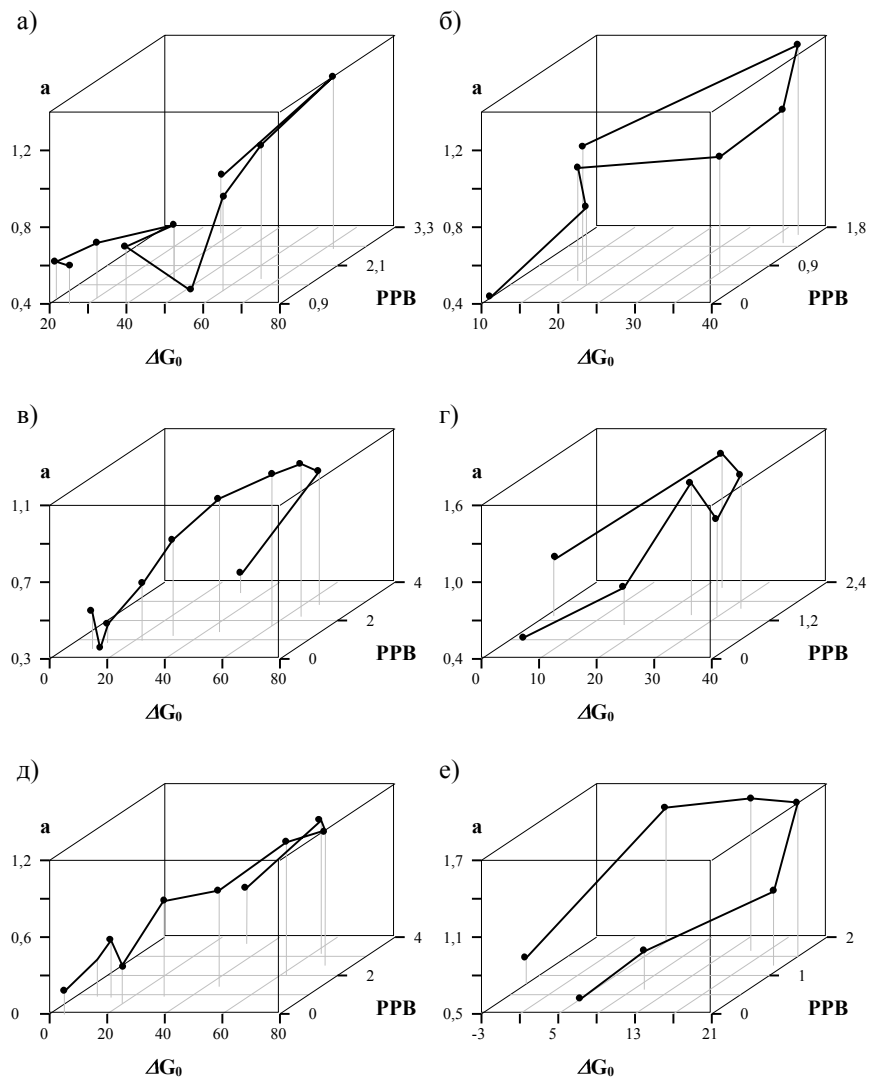 а) б)
a
1,2
0,8
0,4
20 40 60 80
0,9
2,1
3,3
PPB
ΔG₀
a
1,2
0,8
0,4
10 20 30 40
0
0,9
1,8
PPB
ΔG₀
в) г)
a
1,1
0,7
0,3
0 20 40 60 80
0
2
4
PPB
ΔG₀
a
1,6
1,0
0,4
0 10 20 30 40
0
1,2
2,4
PPB
ΔG₀
д) е)
a
1,2
0,6
0
0 20 40 60 80
0
2
4
PPB
ΔG₀
a
1,7
1,1
0,5
-3 5 13 21
0
1
2
PPB
ΔG₀